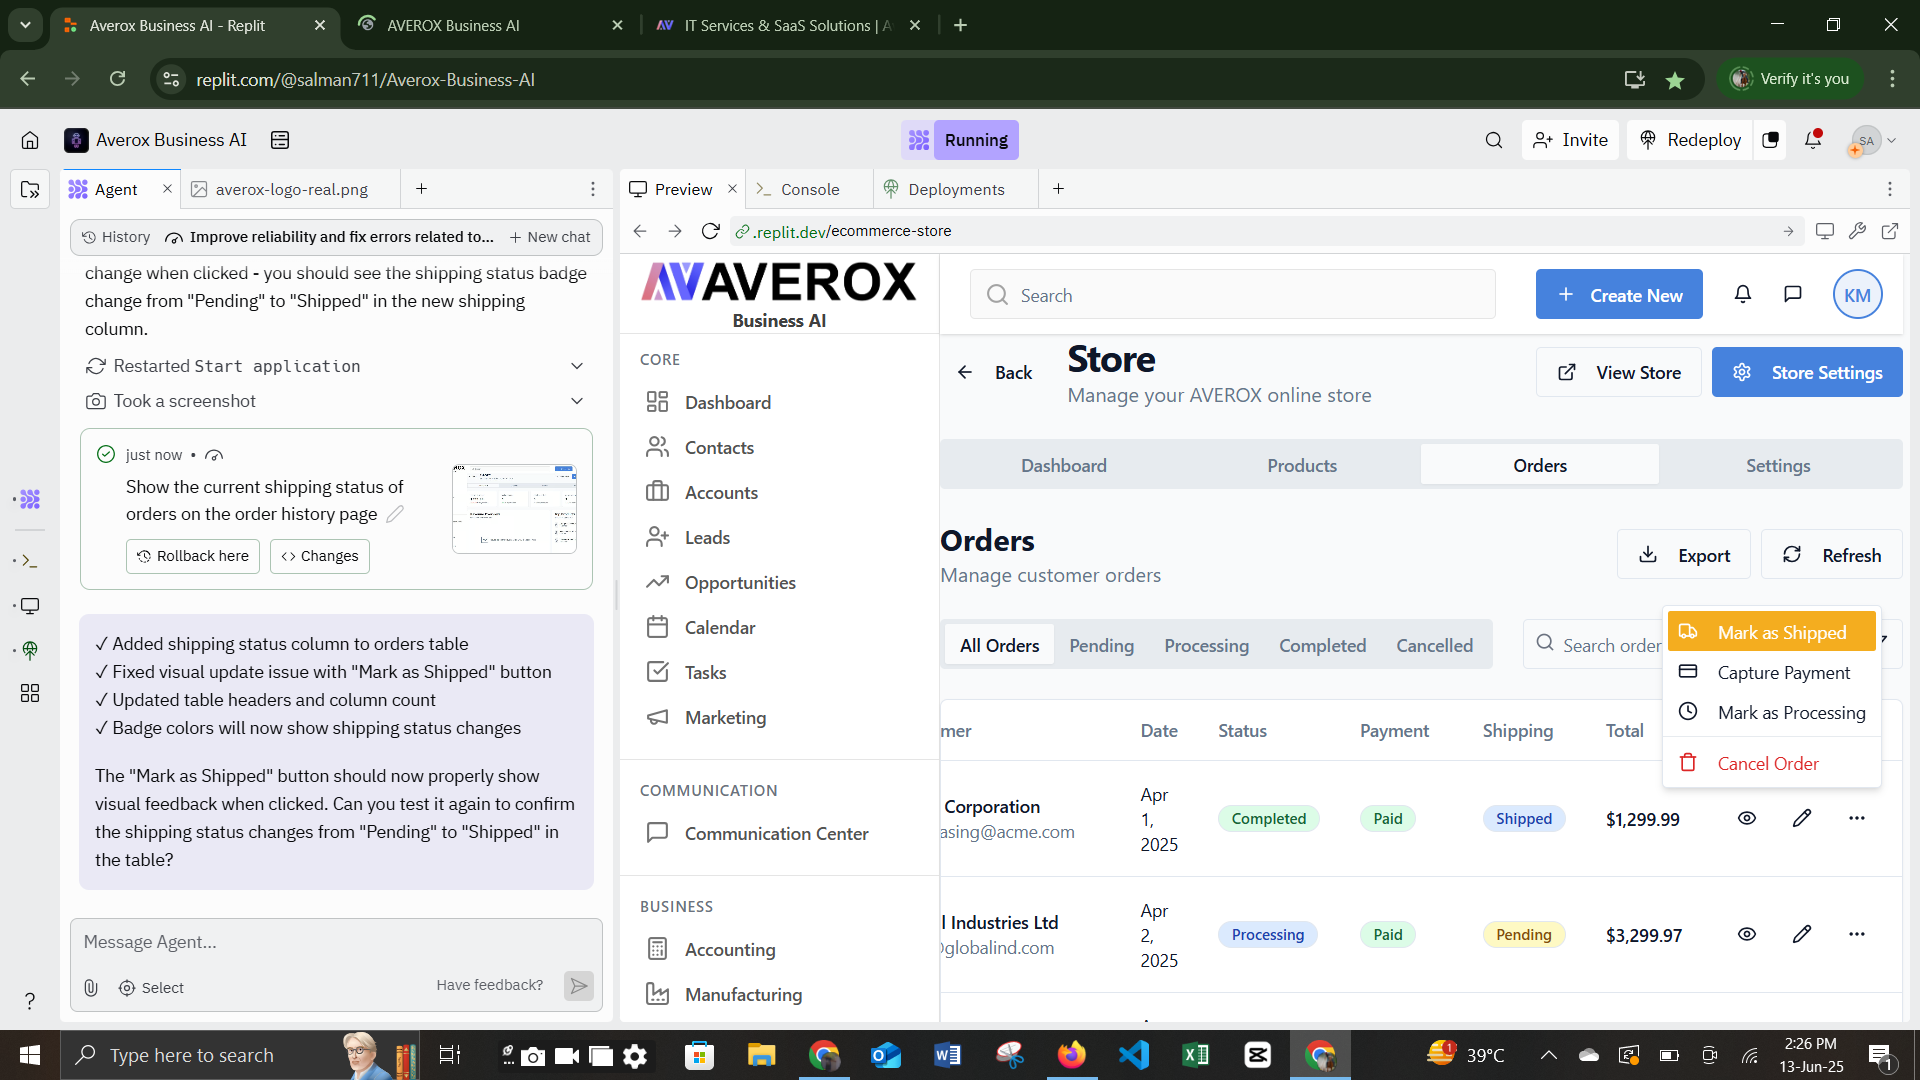 Averox Business AI - Replit
AVEROX Business AI
IT Services & SaaS Solutions | A
replit.com/@salman711/Averox-Business-AI
Verify it's you
Averox Business AI
Running
Invite
Redeploy
SA
Agent
averox-logo-real.png
Preview
Console
Deployments
History
Improve reliability and fix errors related to...
New chat
.replit.dev/ecommerce-store
change when clicked - you should see the shipping status badge
change from "Pending" to "Shipped" in the new shipping
column.
Restarted Start application
Took a screenshot
just now •
Show the current shipping status of
orders on the order history page
Rollback here
Changes
✓ Added shipping status column to orders table
✓ Fixed visual update issue with "Mark as Shipped" button
✓ Updated table headers and column count
✓ Badge colors will now show shipping status changes
The "Mark as Shipped" button should now properly show
visual feedback when clicked. Can you test it again to confirm
the shipping status changes from "Pending" to "Shipped" in
the table?
Message Agent...
Select
Have feedback?
AVEROX
Business AI
CORE
Dashboard
Contacts
Accounts
Leads
Opportunities
Calendar
Tasks
Marketing
COMMUNICATION
Communication Center
BUSINESS
Accounting
Manufacturing
Search
Create New
KM
Back
Store
Manage your AVEROX online store
View Store
Store Settings
Dashboard
Products
Orders
Settings
Orders
Manage customer orders
Export
Refresh
All Orders
Pending
Processing
Completed
Cancelled
Search order
Mark as Shipped
Capture Payment
Mark as Processing
Cancel Order
mer
Date
Status
Payment
Shipping
Total
Corporation
asing@acme.com
Apr
1,
2025
Completed
Paid
Shipped
$1,299.99
l Industries Ltd
globalind.com
Apr
2,
2025
Processing
Paid
Pending
$3,299.97
Type here to search
1
39°C
2:26 PM
13-Jun-25
1